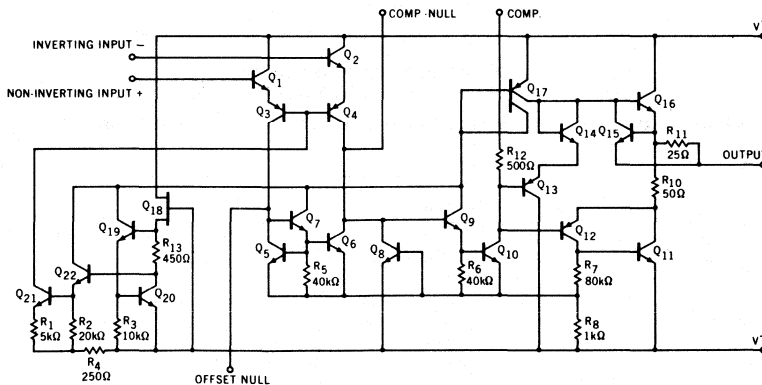 COMP NULL
COMP.
V+
INVERTING INPUT -
NON-INVERTING INPUT +
Q1
Q2
Q3
Q4
Q17
Q16
Q14
Q15
R11
25Ω
OUTPUT
R12
500Ω
Q13
R10
50Ω
Q18
Q19
Q7
Q9
Q12
R13
450Ω
Q5
Q6
Q8
Q10
Q11
Q22
R5
40kΩ
R6
40kΩ
R7
80kΩ
Q21
Q20
R1
5kΩ
R2
20kΩ
R3
10kΩ
R8
1kΩ
V-
R4
250Ω
OFFSET NULL